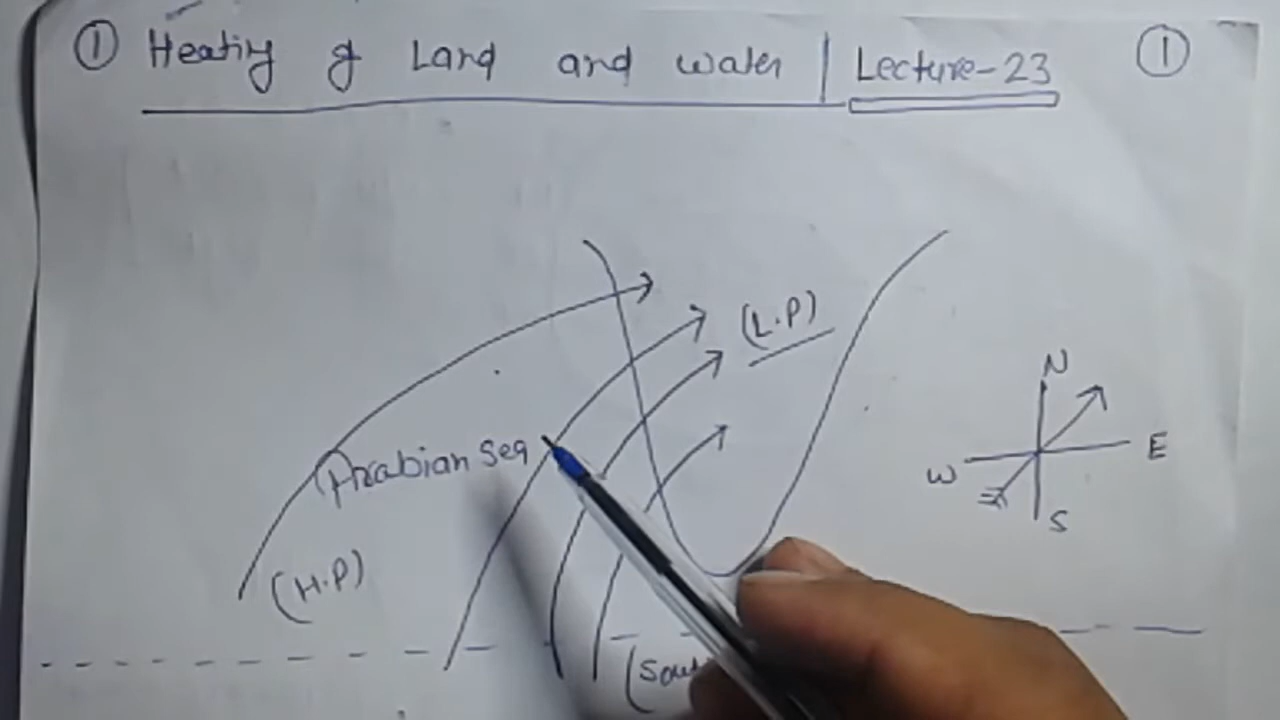 ① Heating of Land and water | Lecture-23 ①
(L.P)
N
Arabian Sea
W E
S
(H.P)